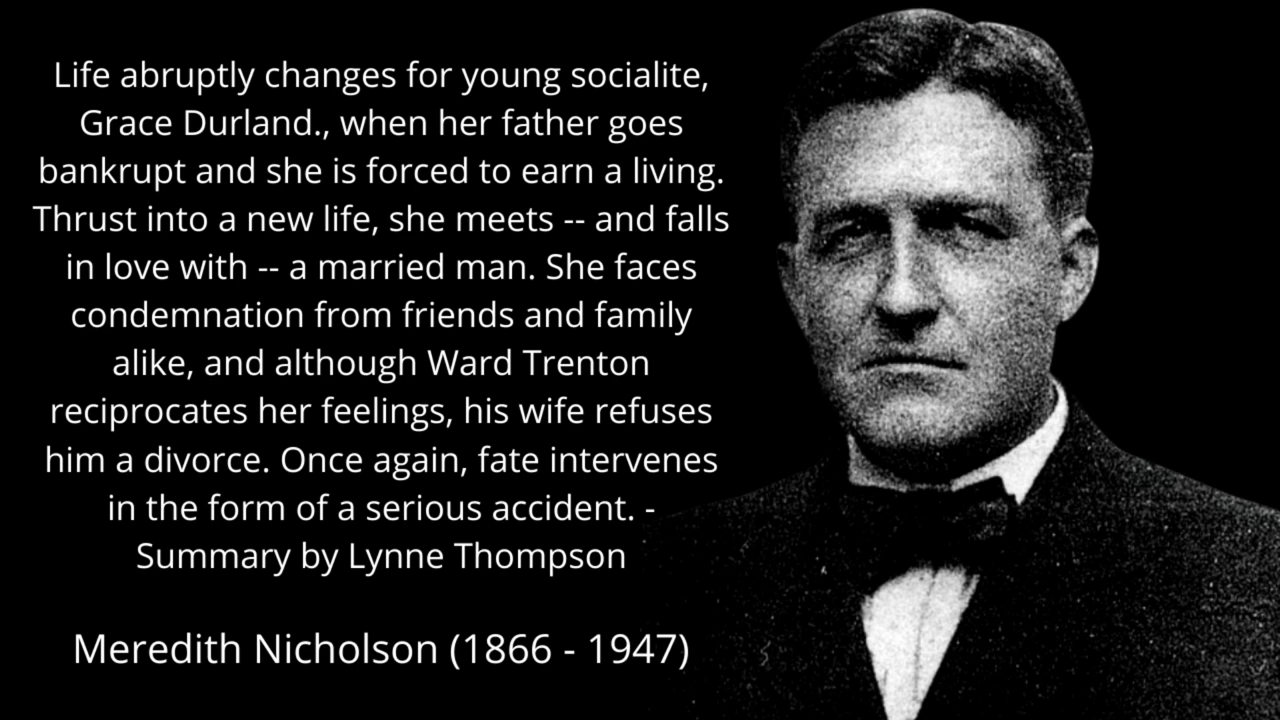 Life abruptly changes for young socialite,
Grace Durland., when her father goes
bankrupt and she is forced to earn a living.
Thrust into a new life, she meets -- and falls
in love with -- a married man. She faces
condemnation from friends and family
alike, and although Ward Trenton
reciprocates her feelings, his wife refuses
him a divorce. Once again, fate intervenes
in the form of a serious accident. -
Summary by Lynne Thompson
Meredith Nicholson (1866 - 1947)